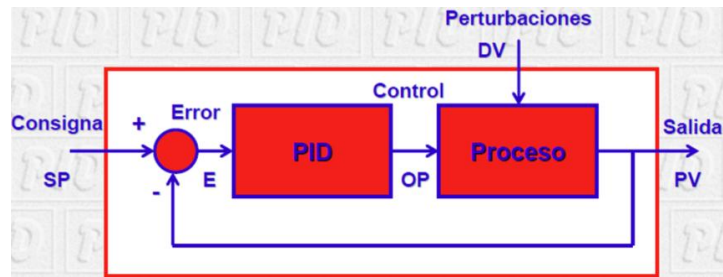 Perturbaciones
DV
Control
Error
Consigna
+
PID
Proceso
Salida
SP
-
E
OP
PV